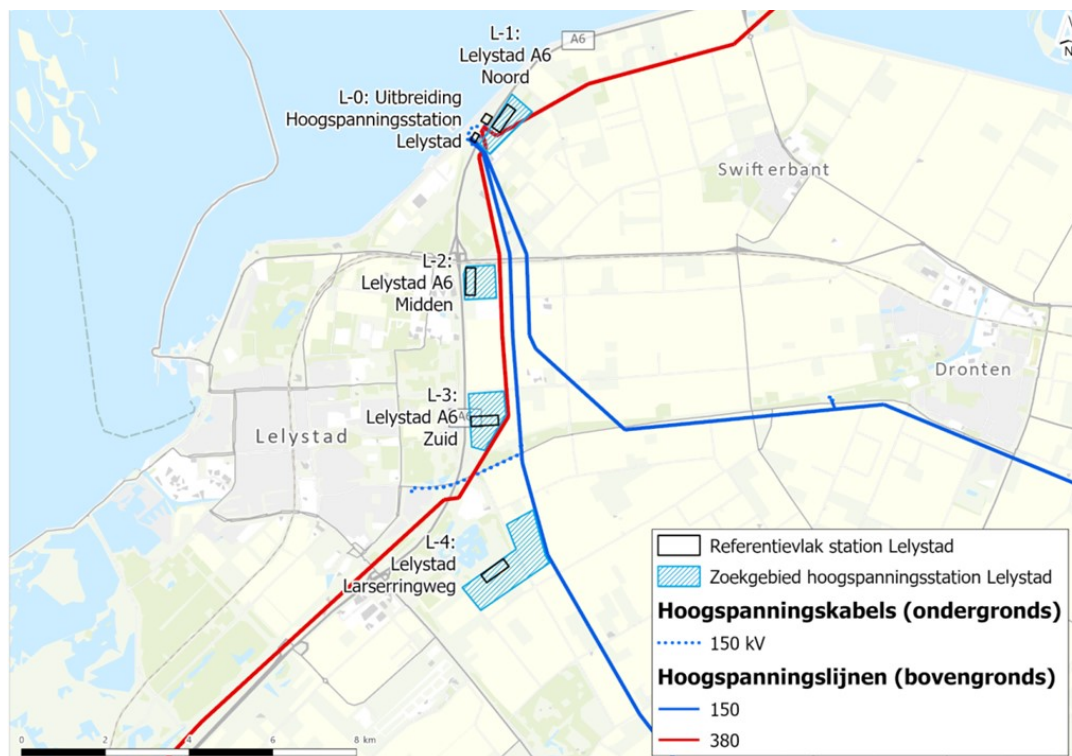 L-1:
Lelystad A6
Noord
A6
N
L-0: Uitbreiding
Hoogspanningsstation
Lelystad
Swifterbant
L-2:
Lelystad A6
Midden
Dronten
L-3:
Lelystad A6
Zuid
A6
Lelystad
L-4:
Lelystad
Larserringweg
Referentievlak station Lelystad
Zoekgebied hoogspanningsstation Lelystad
Hoogspanningskabels (ondergronds)
150 kV
Hoogspanningslijnen (bovengronds)
150
380
0 2 4 6 8 km